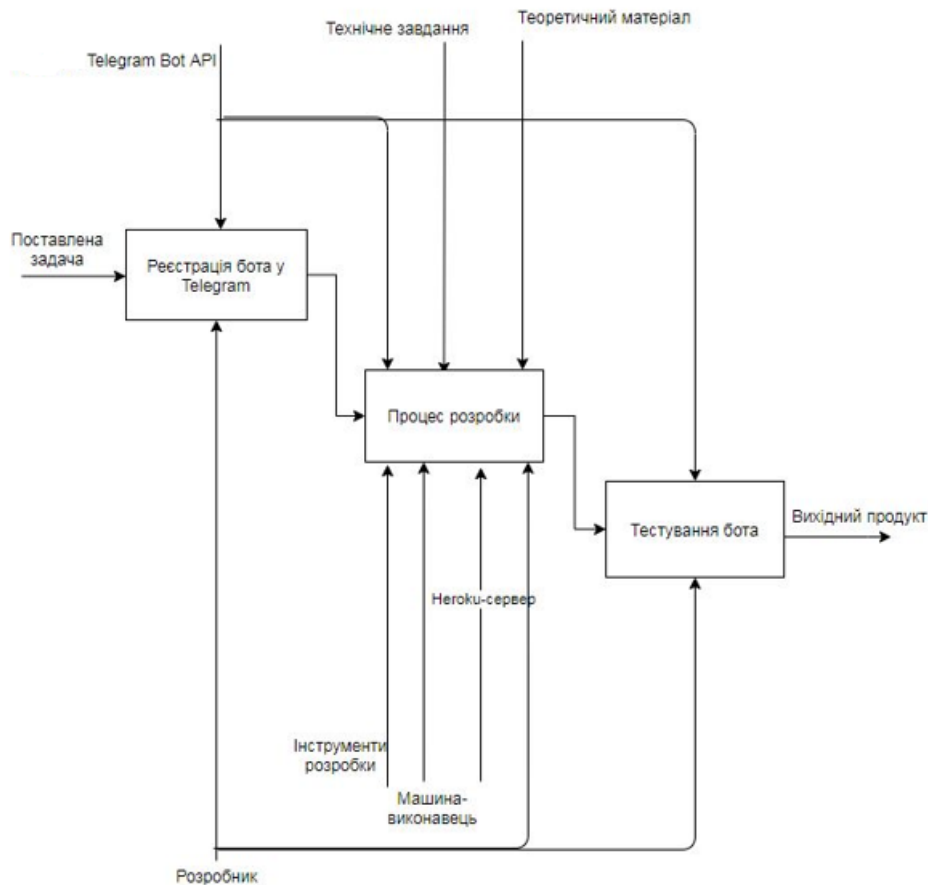 Теоретичний матеріал
Технічне завдання
Telegram Bot API
Поставлена
задача
Реєстрація бота у
Telegram
Процес розробки
Вихідний продукт
Тестування бота
Heroku-сервер
Інструменти
розробки
Машина-
виконавець
Розробник